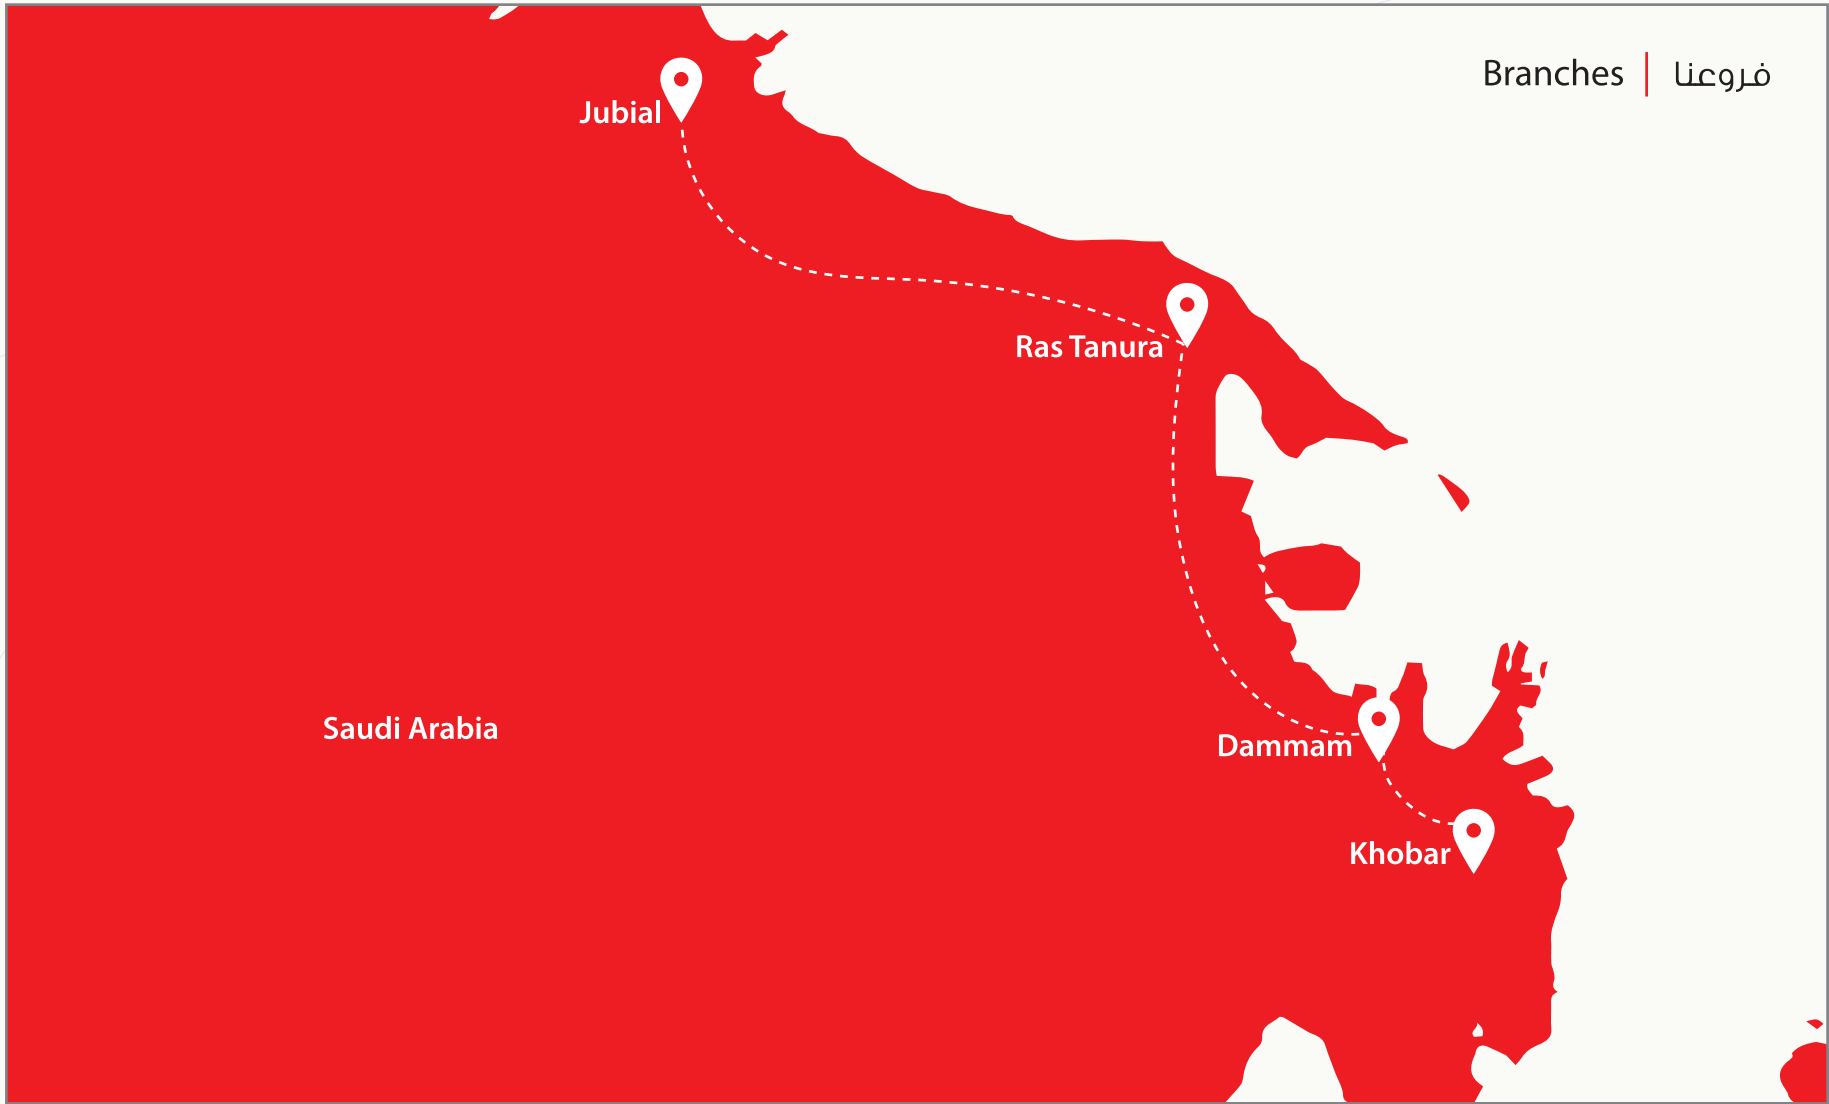 Branches | فروعنا
Jubial
Ras Tanura
Saudi Arabia
Dammam
Khobar